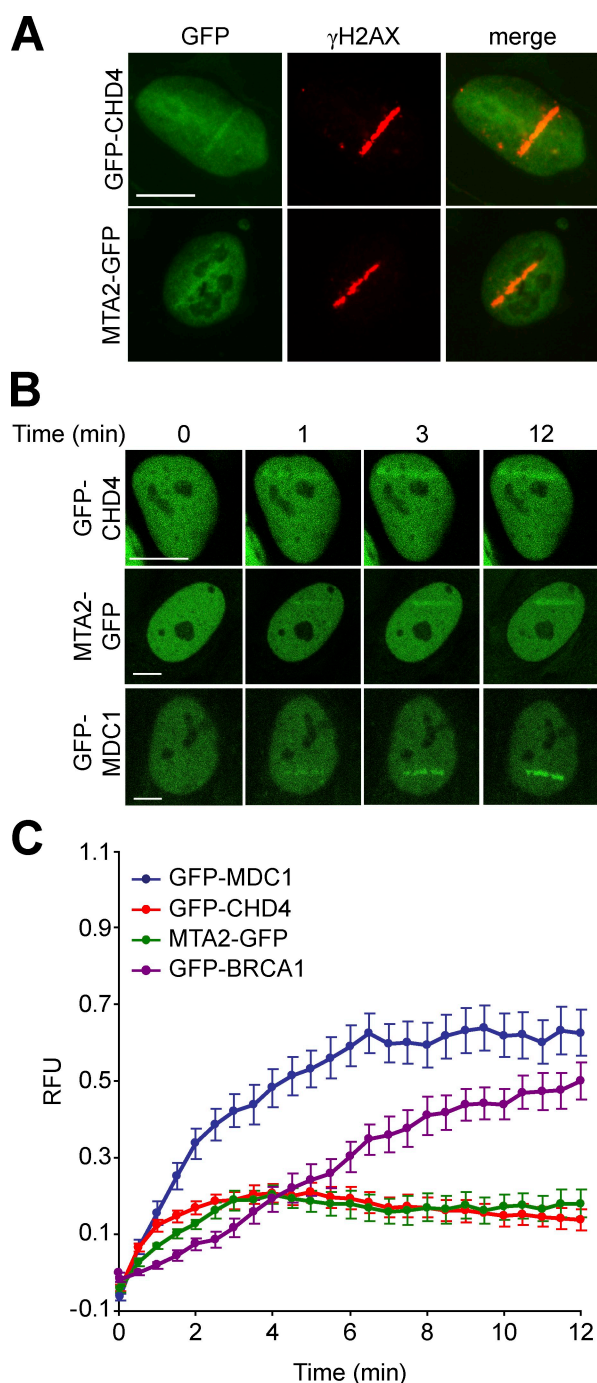 A
GFP γH2AX merge
GFP-CHD4
MTA2-GFP
B
Time (min) 0 1 3 12
GFP-
CHD4
MTA2-
GFP
GFP-
MDC1
C
1.1
0.9
0.7
0.5
0.3
0.1
-0.1
RFU
GFP-MDC1
GFP-CHD4
MTA2-GFP
GFP-BRCA1
0 2 4 6 8 10 12
Time (min)